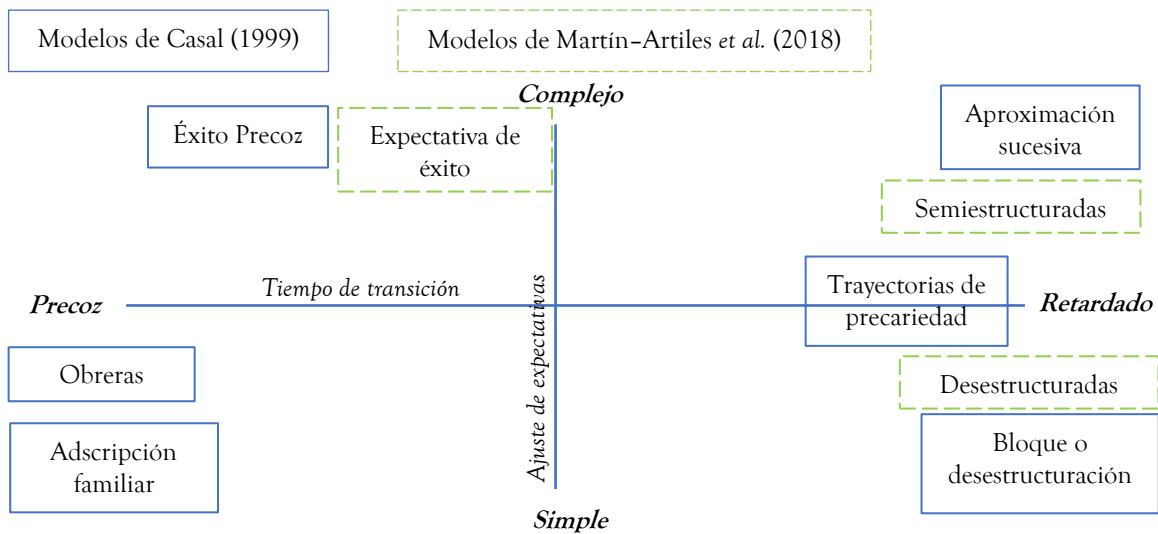 Modelos de Casal (1999)
Modelos de Martín-Artiles et al. (2018)
Complejo
Éxito Precoz
Expectativa de
éxito
Aproximación
sucesiva
Semiestructuradas
Tiempo de transición
Precoz
Ajuste de expectativas
Trayectorias de
precariedad
Retardado
Obreras
Desestructuradas
Adscripción
familiar
Bloque o
desestructuración
Simple